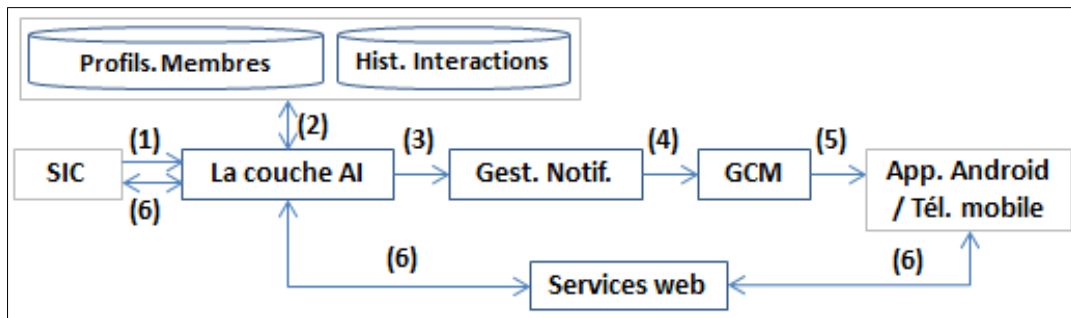 Profils. Membres
Hist. Interactions
(1)
(2)
(3)
(4)
(5)
SIC
La couche AI
Gest. Notif.
GCM
App. Android
/ Tél. mobile
(6)
(6)
(6)
Services web